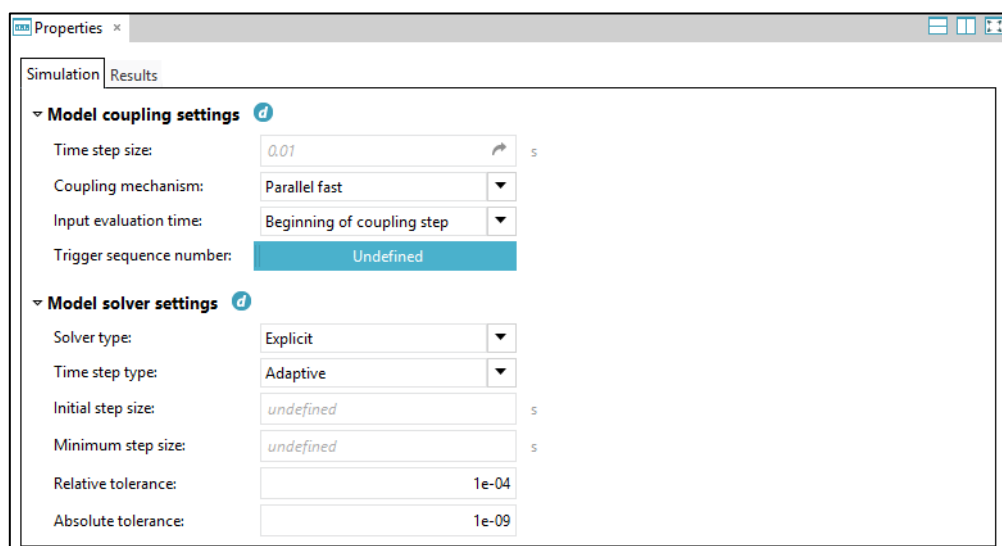 Properties ×
Simulation Results
Model coupling settings d
Time step size: 0.01 s
Coupling mechanism: Parallel fast
Input evaluation time: Beginning of coupling step
Trigger sequence number: Undefined
Model solver settings d
Solver type: Explicit
Time step type: Adaptive
Initial step size: undefined s
Minimum step size: undefined s
Relative tolerance: 1e-04
Absolute tolerance: 1e-09